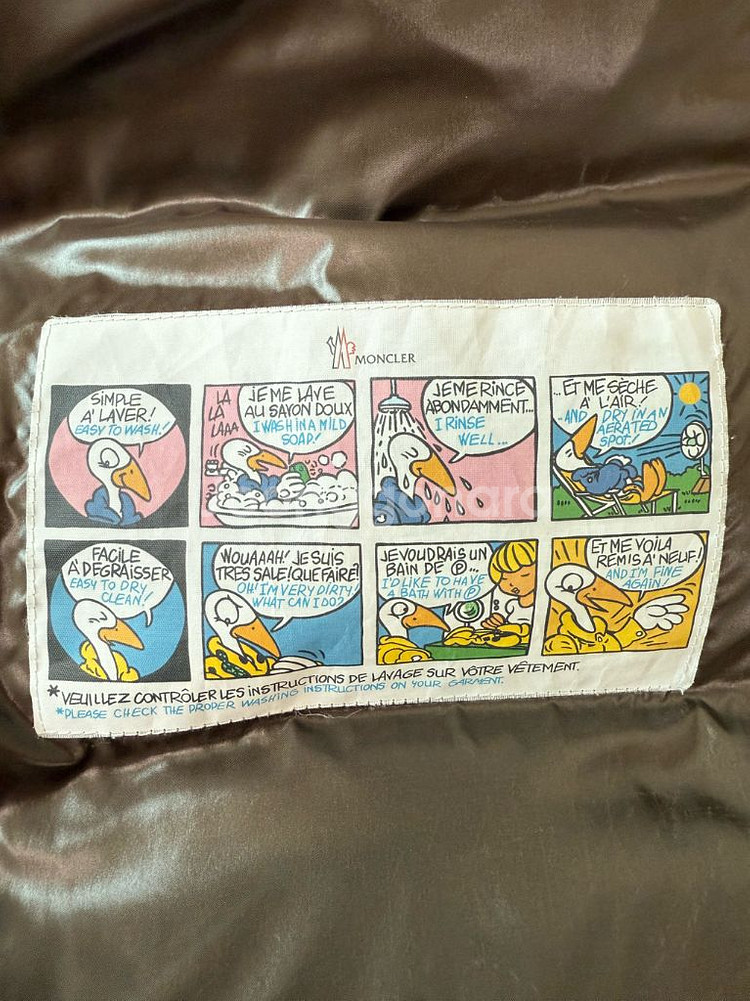 MONCLER
SIMPLE
A' LAVER!
EASY TO WASH!
LA
LÀ
LAAA
JE ME LAVE
AU SAVON DOUX
I WASH IN A MILD
SOAP!
JE ME RINCE
ABONDAMMENT...
I RINSE
WELL...
...ET ME SÈCHE
A' L'AIR!
..AND DRY IN AN
AERATED
SPOT!
FACILE
A' DEGRAISSER
EASY TO DRY
CLEAN!
WOUAAAH! JE SUIS
TRES SALE! QUE FAIRE!
OH! I'M VERY DIRTY
WHAT CAN I DO?
JE VOUDRAIS UN
BAIN DE Ⓟ...
I'D LIKE TO HAVE
A BATH WITH Ⓟ
ET ME VOILA
REMIS A' NEUF!
AND I'M FINE
AGAIN!
*VEUILLEZ CONTRÔLER LES INSTRUCTIONS DE LAVAGE SUR VÔTRE VÊTEMENT.
*PLEASE CHECK THE PROPER WASHING INSTRUCTIONS ON YOUR GARMENT.